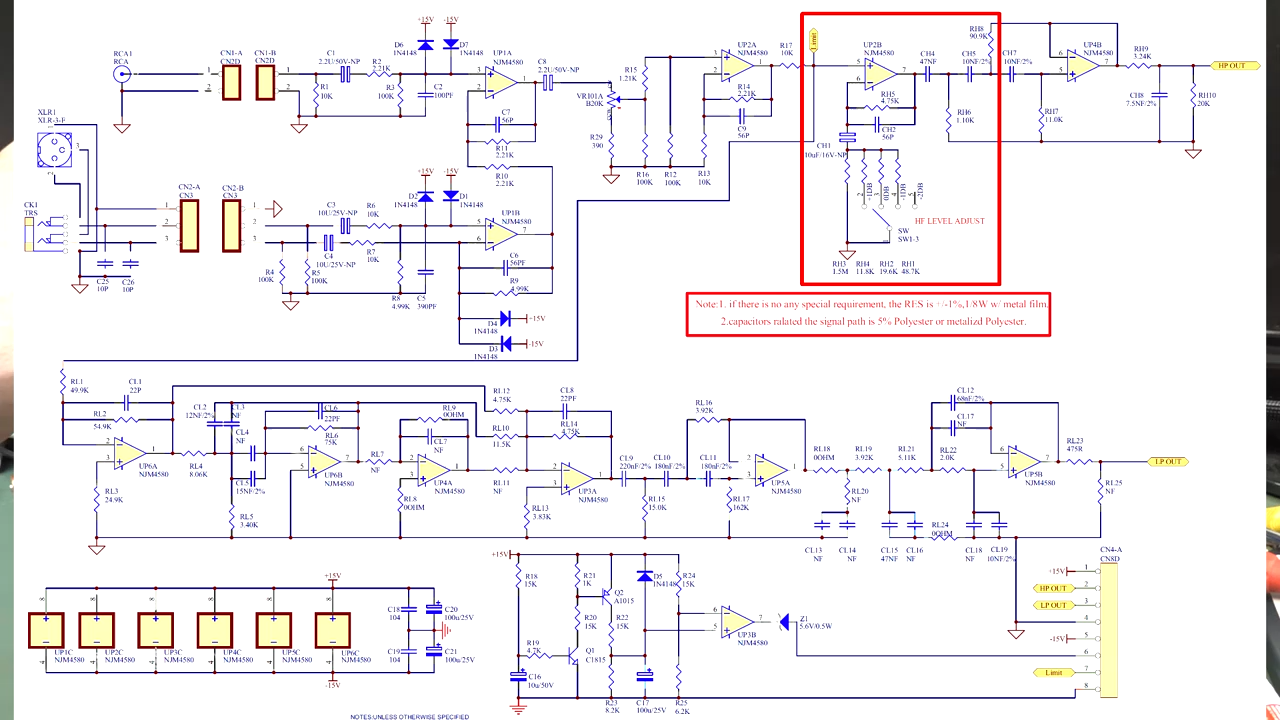 +15V
-15V
D6
1N4148
D7
1N4148
RCA1
RCA
CN1-A
CN2D
CN1-B
CN2D
C1
2.2U/50V-NP
R2
2.21K
R1
10K
R3
100K
C2
100PF
UP1A
NJM4580
C8
2.2U/50V-NP
C7
56P
R11
2.21K
R10
2.21K
VR101A
B20K
R29
390
R15
1.21K
R16
100K
R12
100K
R13
10K
UP2A
NJM4580
R14
2.21K
C9
56P
R17
10K
Limit
UP2B
NJM4580
CH4
47NF
CH5
10NF/2%
RH8
90.9K
CH7
10NF/2%
UP4B
NJM4580
RH9
3.24K
HP OUT
RH5
4.75K
CH2
56P
RH6
1.10K
RH7
11.0K
CH8
7.5NF/2%
RH10
20K
CH1
10uF/16V-NP
+1DB
0DB
-1DB
-2DB
HF LEVEL ADJUST
SW
SW1-3
RH3
1.5M
RH4
11.8K
RH2
19.6K
RH1
48.7K
XLR1
XLR-3-F
CK1
TRS
CN2-A
CN3
CN2-B
CN3
C25
10P
C26
10P
C3
10U/25V-NP
C4
10U/25V-NP
R6
10K
R7
10K
R4
100K
R5
100K
R8
4.99K
C5
390PF
+15V
-15V
D2
1N4148
D1
1N4148
UP1B
NJM4580
C6
56P
R9
4.99K
D4
1N4148
+15V
D3
1N4148
-15V
Note:1. if there is no any special requirement, the RES is +/-1%,1/8W w/ metal film.
2.capacitors ralated the signal path is 5% Polyester or metalizd Polyester.
RL1
49.9K
CL1
22P
RL2
54.9K
UP6A
NJM4580
RL3
24.9K
RL4
8.06K
CL2
12NF/2%
CL3
NF
CL4
NF
CL5
15NF/2%
RL5
3.40K
CL6
22PF
RL6
75K
UP6B
NJM4580
RL7
NF
RL9
0OHM
CL7
NF
UP4A
NJM4580
RL8
0OHM
RL12
4.75K
RL10
11.5K
RL11
NF
CL8
22PF
RL14
4.75K
RL13
3.83K
UP3A
NJM4580
CL9
220nF/2%
CL10
180nF/2%
CL11
180nF/2%
RL15
15.0K
RL16
3.92K
RL17
162K
UP5A
NJM4580
RL18
0OHM
RL19
3.92K
RL20
NF
RL21
5.11K
RL22
2.0K
CL12
68nF/2%
CL17
NF
UP5B
NJM4580
RL23
475R
LP OUT
RL25
NF
CL13
NF
CL14
NF
CL15
47NF
CL16
NF
RL24
0OHM
CL18
NF
CL19
10NF/2%
+15V
UP1C
NJM4580
UP2C
NJM4580
UP3C
NJM4580
UP4C
NJM4580
UP5C
NJM4580
UP6C
NJM4580
C18
104
C20
100u/25V
C19
104
C21
100u/25V
-15V
+15V
R18
15K
R19
4.7K
C16
10u/50V
R21
1K
R20
15K
Q2
A1015
R22
15K
Q1
C1815
R23
8.2K
D5
1N4148
C17
100u/25V
R24
15K
R25
6.2K
UP3B
NJM4580
Z1
5.6V/0.5W
CN4-A
CN8D
+15V
HP OUT
LP OUT
-15V
Limit
NOTES:UNLESS OTHERWISE SPECIFIED